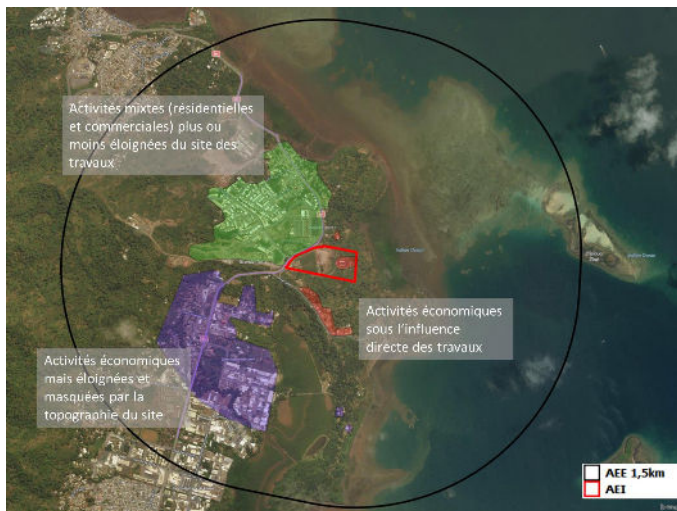 Activités mixtes (résidentielles
et commerciales) plus ou
moins éloignées du site des
travaux
Activités économiques
sous l'influence
directe des travaux
Activités économiques
mais éloignées et
masquées par la
topographie du site
AEE 1,5km
AEI